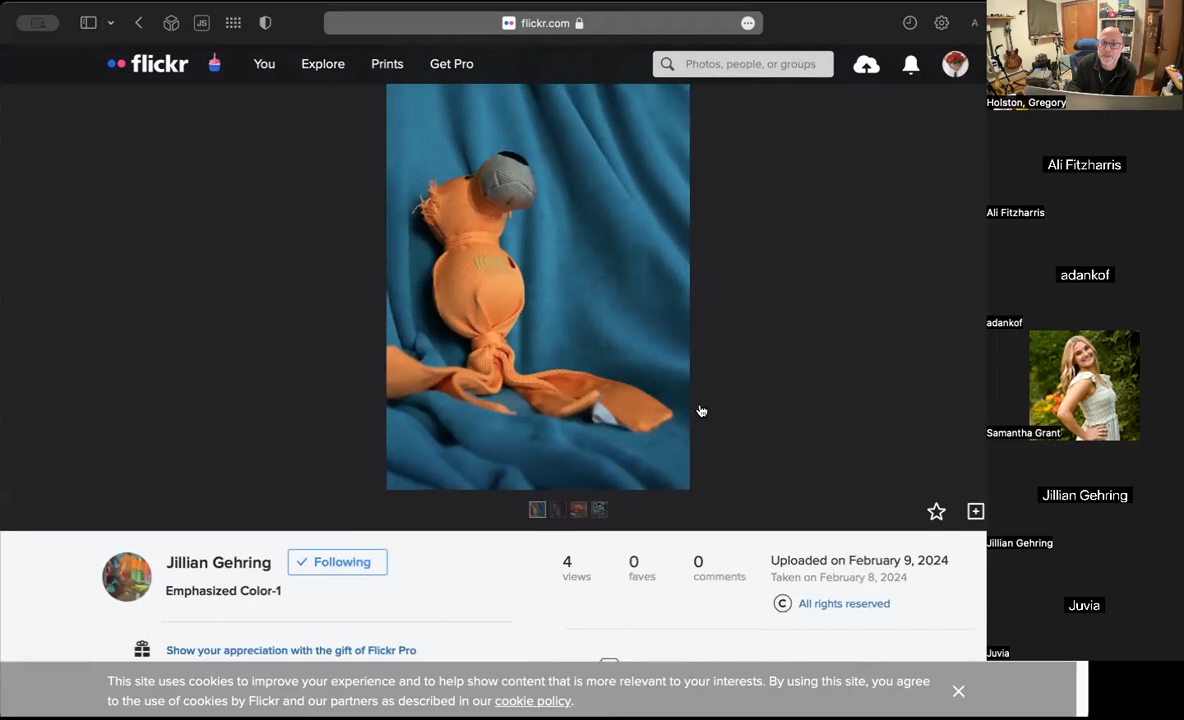 JS
flickr.com
A
flickr
You
Explore
Prints
Get Pro
Photos, people, or groups
Jillian Gehring
Following
Emphasized Color-1
4
views
0
faves
0
comments
Uploaded on February 9, 2024
Taken on February 8, 2024
C All rights reserved
Show your appreciation with the gift of Flickr Pro
This site uses cookies to improve your experience and to help show content that is more relevant to your interests. By using this site, you agree
to the use of cookies by Flickr and our partners as described in our cookie policy.
Holston, Gregory
Ali Fitzharris
Ali Fitzharris
adankof
adankof
Samantha Grant
Jillian Gehring
Jillian Gehring
Juvia
Juvia